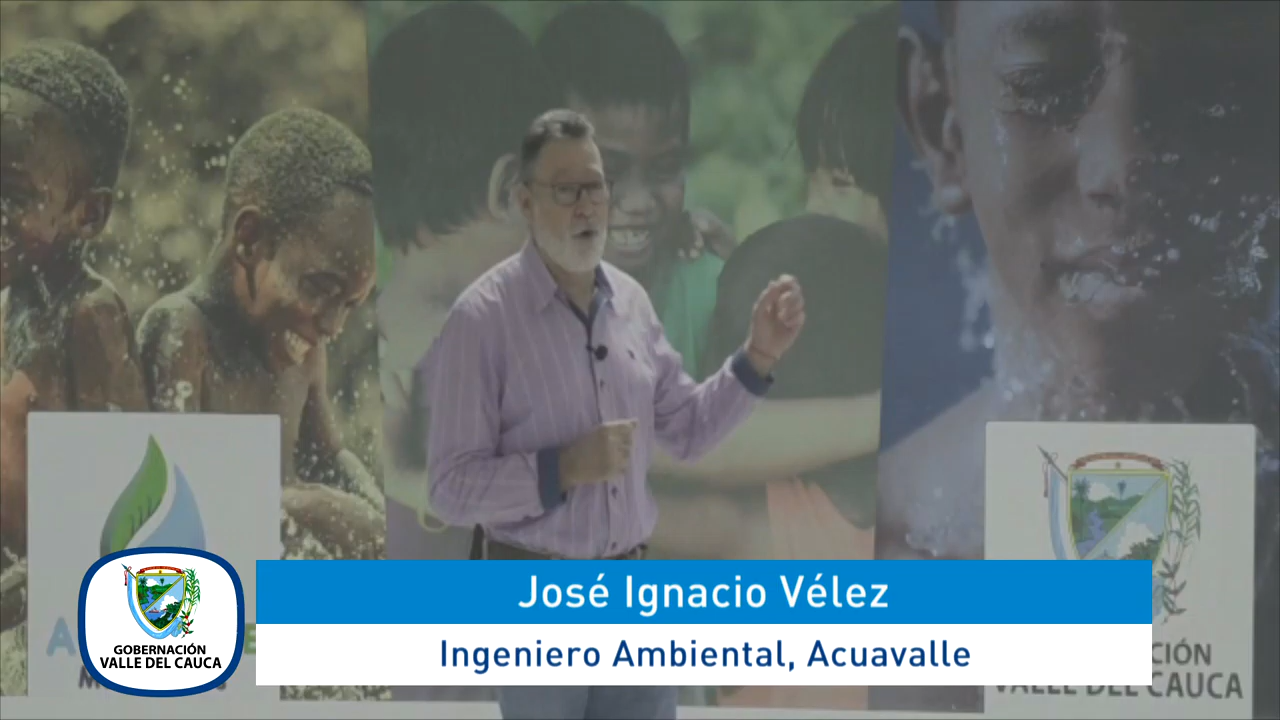 José Ignacio Vélez
Ingeniero Ambiental, Acuavalle
GOBERNACIÓN
VALLE DEL CAUCA
VALLE DEL CAUCA